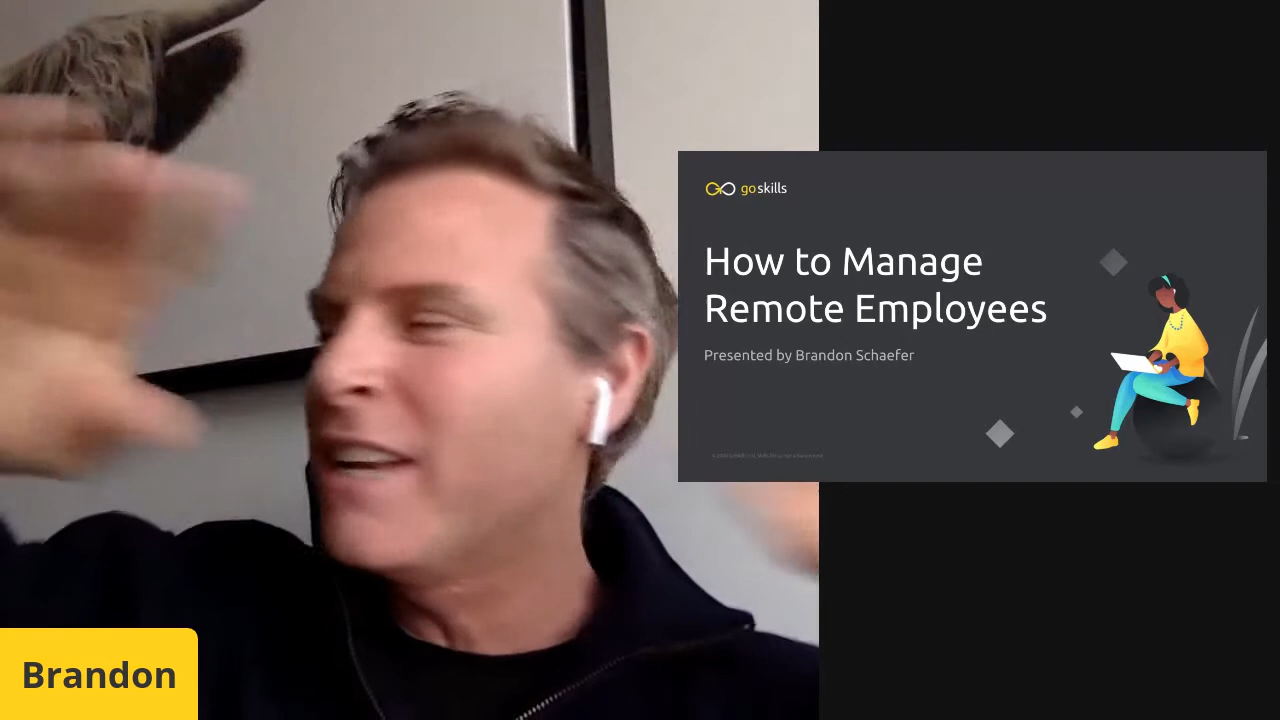 goskills
How to Manage
Remote Employees
Presented by Brandon Schaefer
Brandon